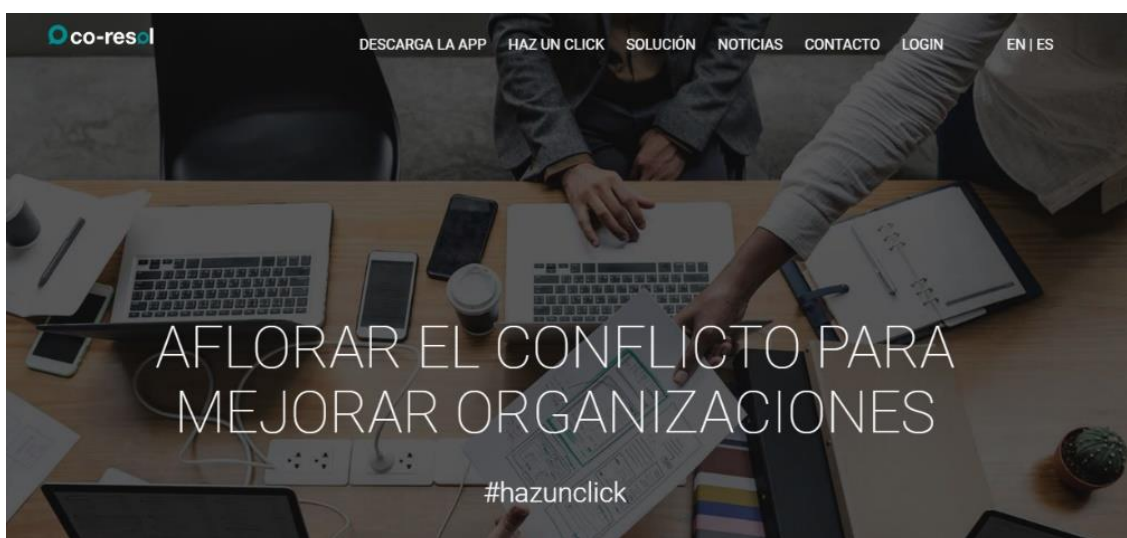 co-resol
DESCARGA LA APP HAZ UN CLICK SOLUCIÓN NOTICIAS CONTACTO LOGIN EN | ES
AFLORAR EL CONFLICTO PARA
MEJORAR ORGANIZACIONES
#hazunclick